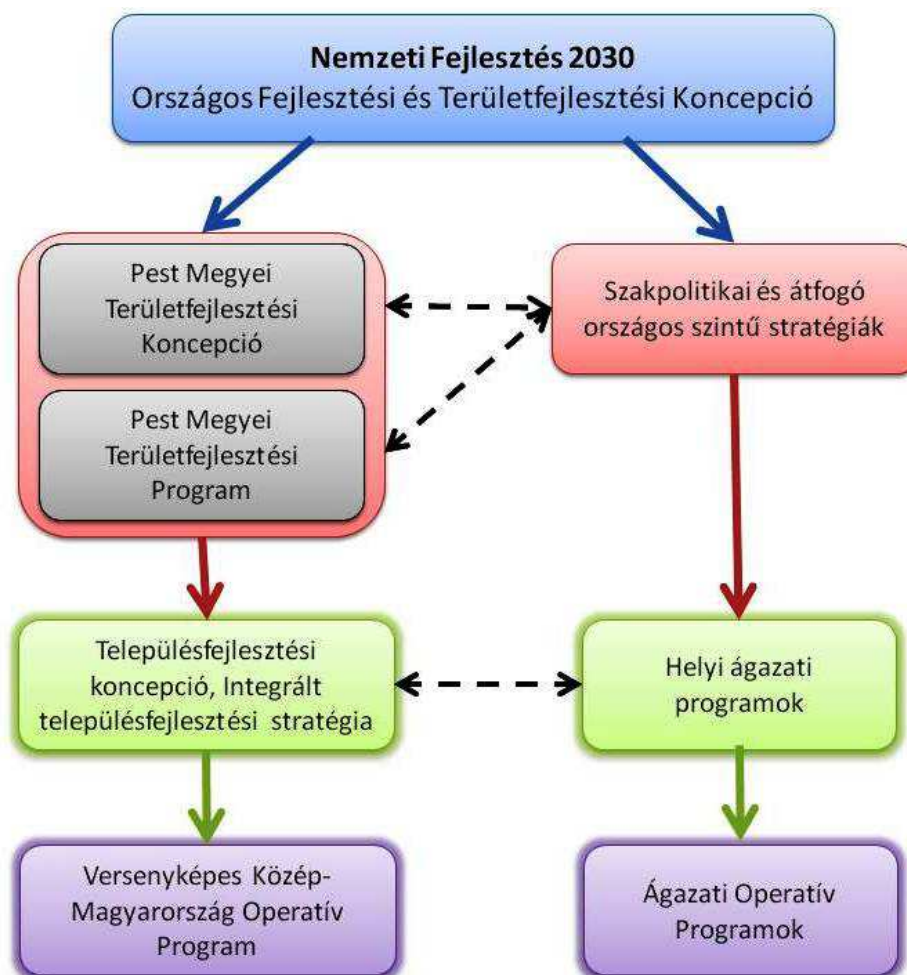 Nemzeti Fejlesztés 2030
Országos Fejlesztési és Területfejlesztési Koncepció
Pest Megyei
Területfejlesztési
Koncepció
Szakpolitikai és átfogó
országos szintű stratégiák
Pest Megyei
Területfejlesztési
Program
Településfejlesztési
koncepció, Integrált
településfejlesztési stratégia
Helyi ágazati
programok
Versenyképes Közép-
Magyarország Operatív
Program
Ágazati Operatív
Programok